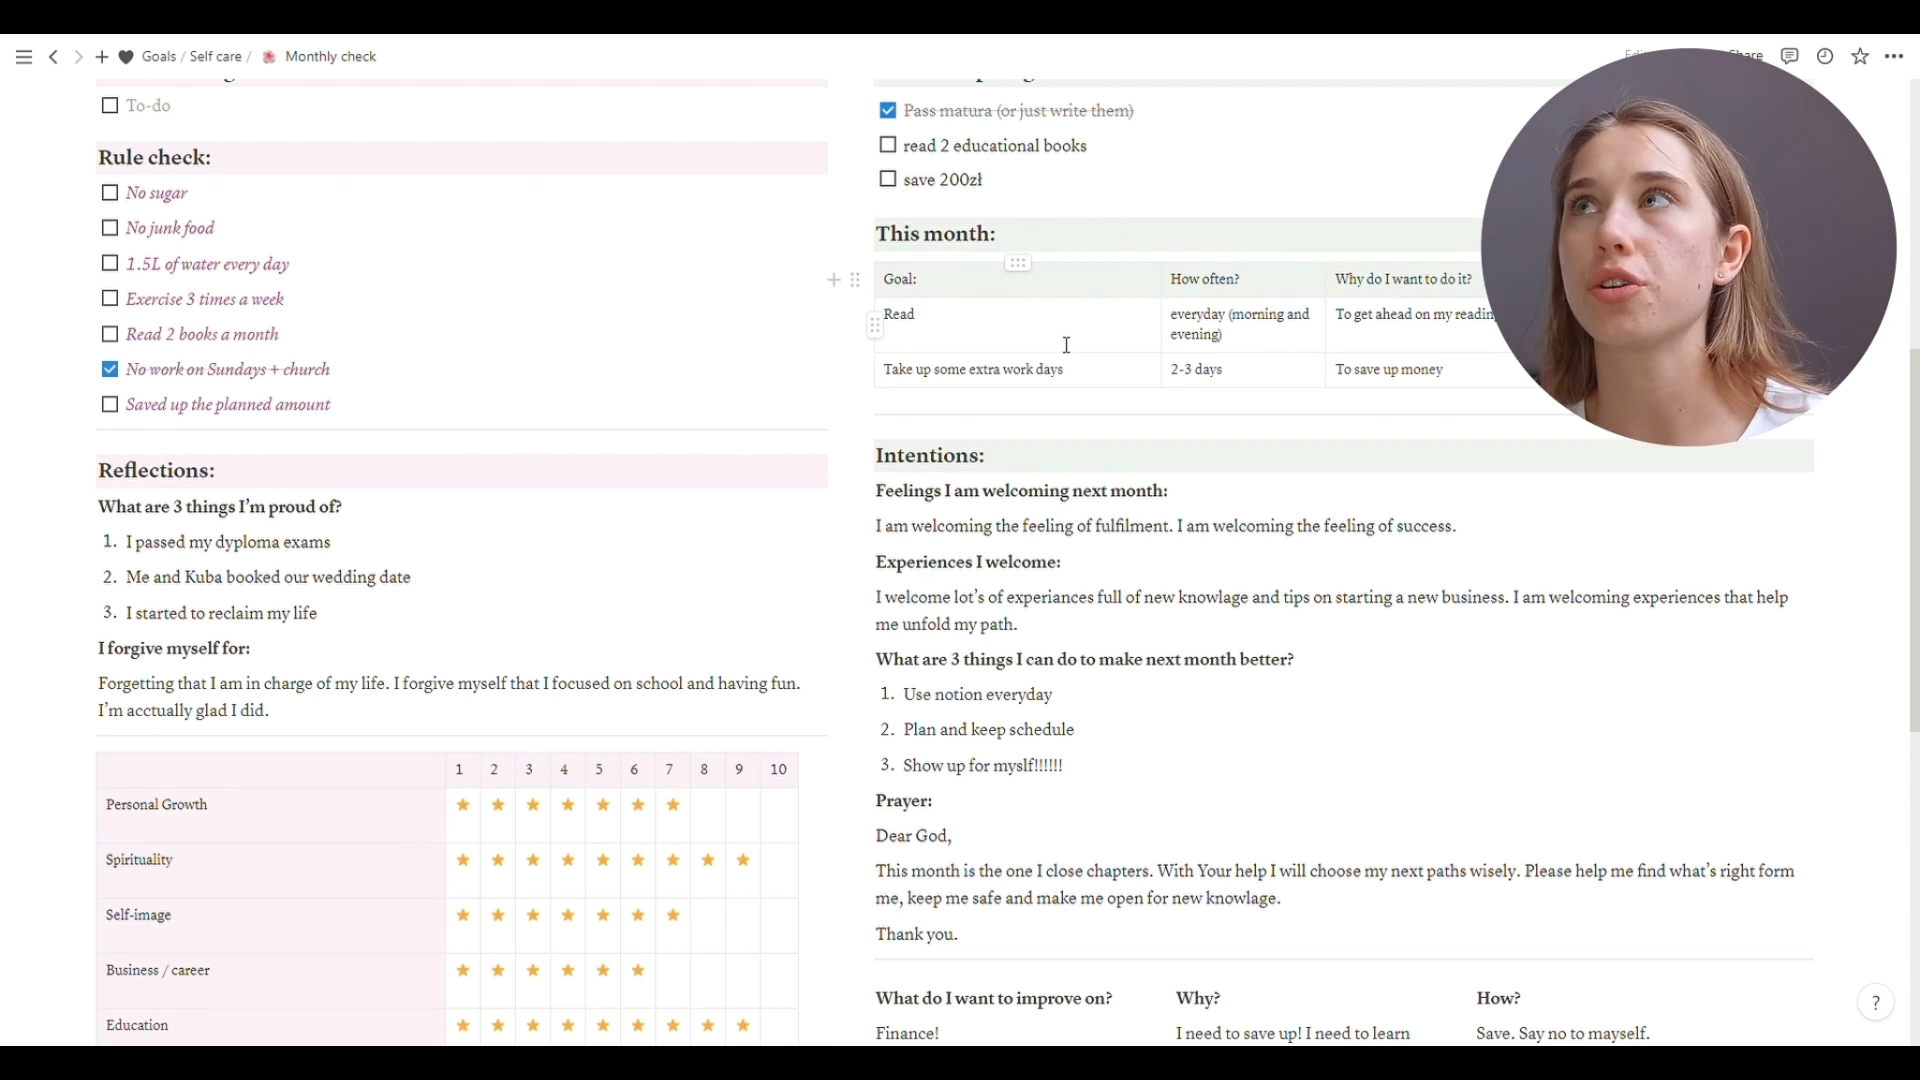 Goals / Self care / Monthly check
Share
To-do
Rule check:
No sugar
No junk food
1.5L of water every day
Exercise 3 times a week
Read 2 books a month
No work on Sundays + church
Saved up the planned amount
Reflections:
What are 3 things I'm proud of?
1. I passed my dyploma exams
2. Me and Kuba booked our wedding date
3. I started to reclaim my life
I forgive myself for:
Forgetting that I am in charge of my life. I forgive myself that I focused on school and having fun.
I'm acctually glad I did.
1 2 3 4 5 6 7 8 9 10
Personal Growth
Spirituality
Self-image
Business / career
Education
Pass matura (or just write them)
read 2 educational books
save 200zł
This month:
Goal: How often? Why do I want to do it?
Read everyday (morning and To get ahead on my
evening)
Take up some extra work days 2-3 days To save up money
Intentions:
Feelings I am welcoming next month:
I am welcoming the feeling of fulfilment. I am welcoming the feeling of success.
Experiences I welcome:
I welcome lot's of experiances full of new knowlage and tips on starting a new business. I am welcoming experiences that help
me unfold my path.
What are 3 things I can do to make next month better?
1. Use notion everyday
2. Plan and keep schedule
3. Show up for myslf!!!!!!
Prayer:
Dear God,
This month is the one I close chapters. With Your help I will choose my next paths wisely. Please help me find what's right form
me, keep me safe and make me open for new knowlage.
Thank you.
What do I want to improve on? Why? How?
Finance! I need to save up! I need to learn Save. Say no to mayself.
?